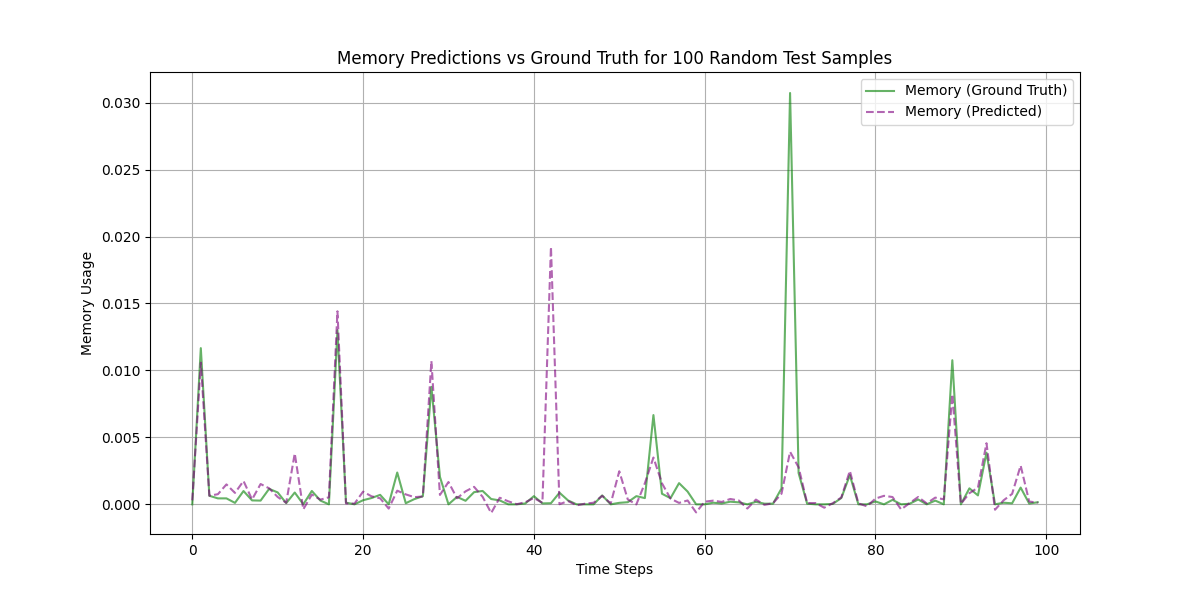 Memory Predictions vs Ground Truth for 100 Random Test Samples
Memory (Ground Truth)
Memory (Predicted)
0.030
0.025
0.020
0.015
0.010
0.005
0.000
Memory Usage
0 20 40 60 80 100
Time Steps